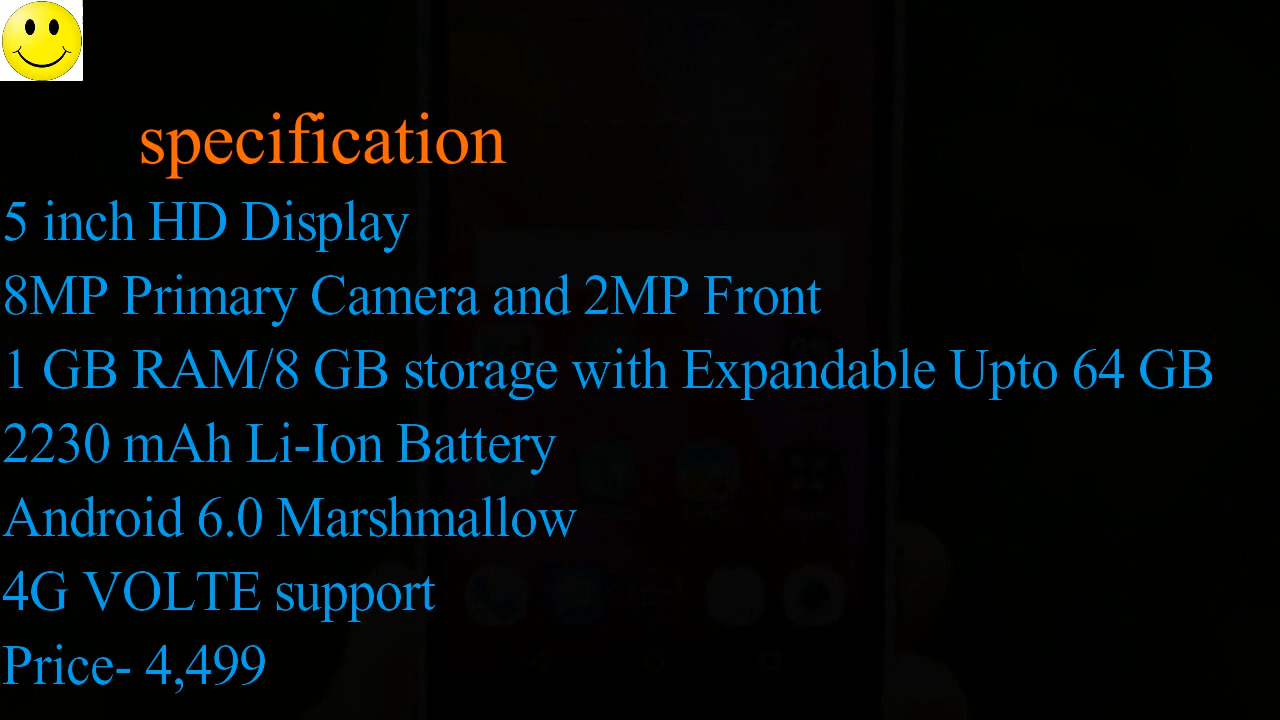 specification
5 inch HD Display
8MP Primary Camera and 2MP Front
1 GB RAM/8 GB storage with Expandable Upto 64 GB
2230 mAh Li-Ion Battery
Android 6.0 Marshmallow
4G VOLTE support
Price- 4,499